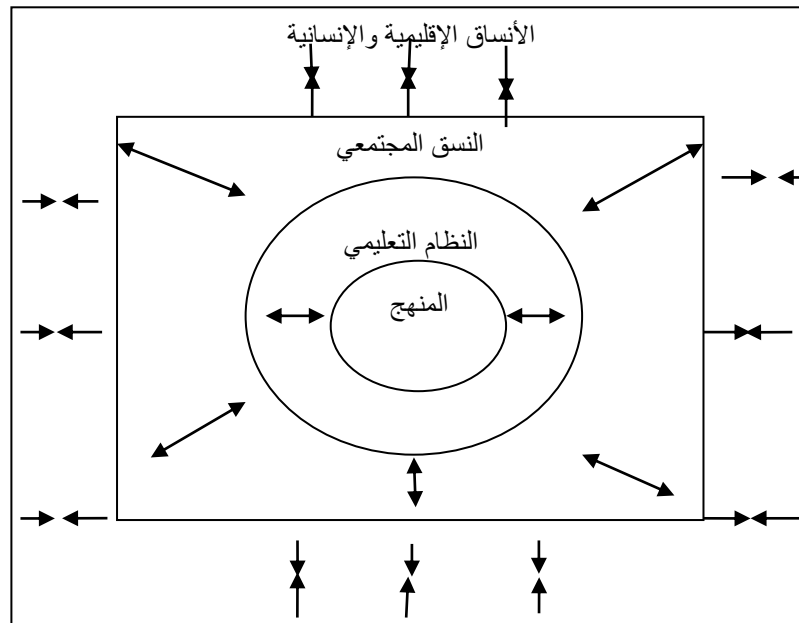 الأنساق الإقليمية والإنسانية
النسق المجتمعي
النظام التعليمي
المنهج